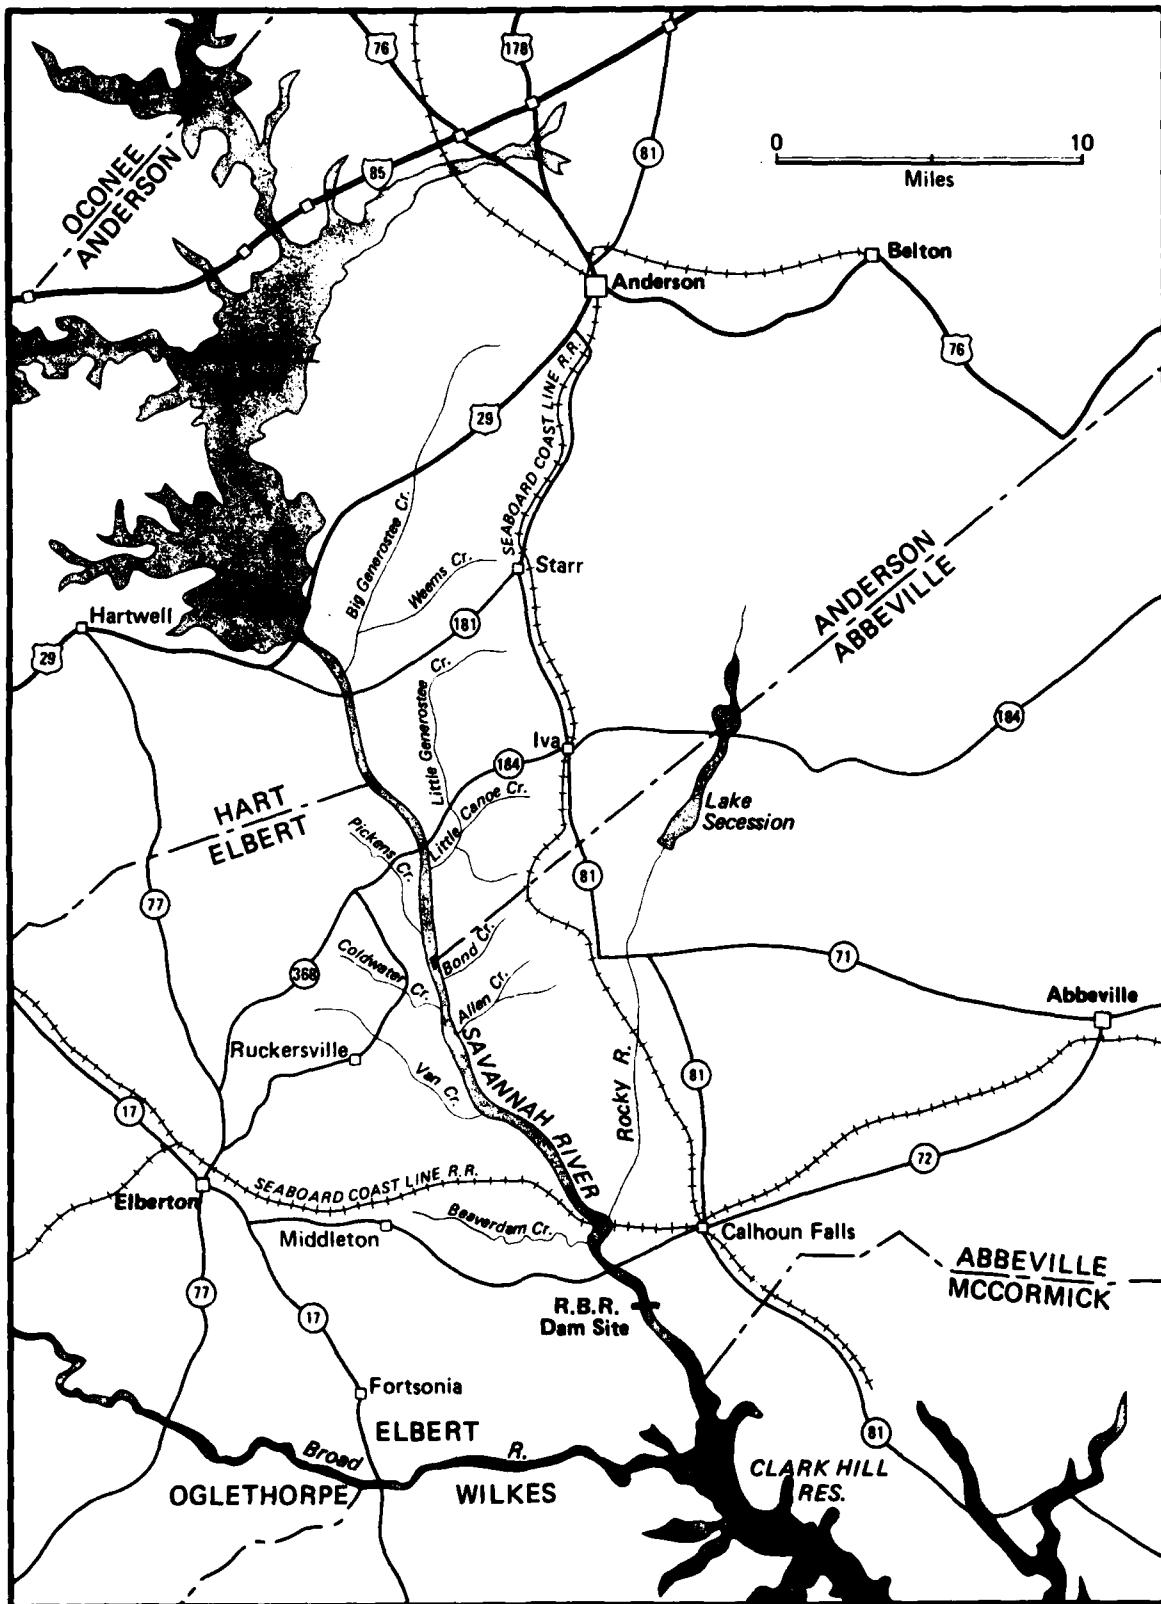 76
178
81
0 10
Miles
85
OCONEE
ANDERSON
Belton
Anderson
76
29
SEABOARD COAST LINE R.R.
Big Generostee Cr.
Weems Cr.
Starr
ANDERSON
ABBEVILLE
Hartwell
181
29
Cr.
Little Generostee
184
Iva
184
Little Canoe Cr.
HART
ELBERT
Lake
Secession
Pickens Cr.
81
77
Bond Cr.
71
Coldwater Cr.
368
Allen Cr.
Abbeville
SAVANNAH RIVER
Ruckersville
Van Cr.
Rocky R.
81
17
72
SEABOARD COAST LINE R.R.
Elberton
Beaverdam Cr.
Middleton
Calhoun Falls
ABBEVILLE
MCCORMICK
77
17
R.B.R.
Dam Site
Fortsonia
ELBERT
81
Broad R.
CLARK HILL
RES.
OGLETHORPE
WILKES